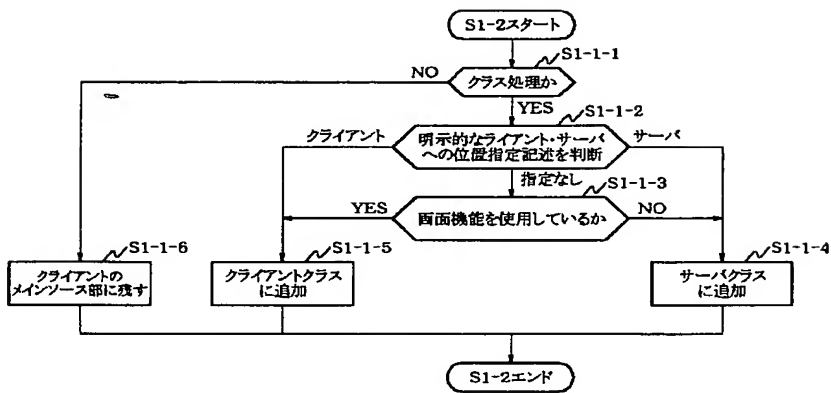 S1-2スタート
S1-1-1
NO
クラス処理か
YES
S1-1-2
クライアント
明示的なライアント・サーバ
への位置指定記述を判断
サーバ
指定なし
S1-1-3
YES
画面機能を使用しているか
NO
S1-1-6
クライアントの
メインソース部に残す
S1-1-5
クライアントクラス
に追加
S1-1-4
サーバクラス
に追加
S1-2エンド